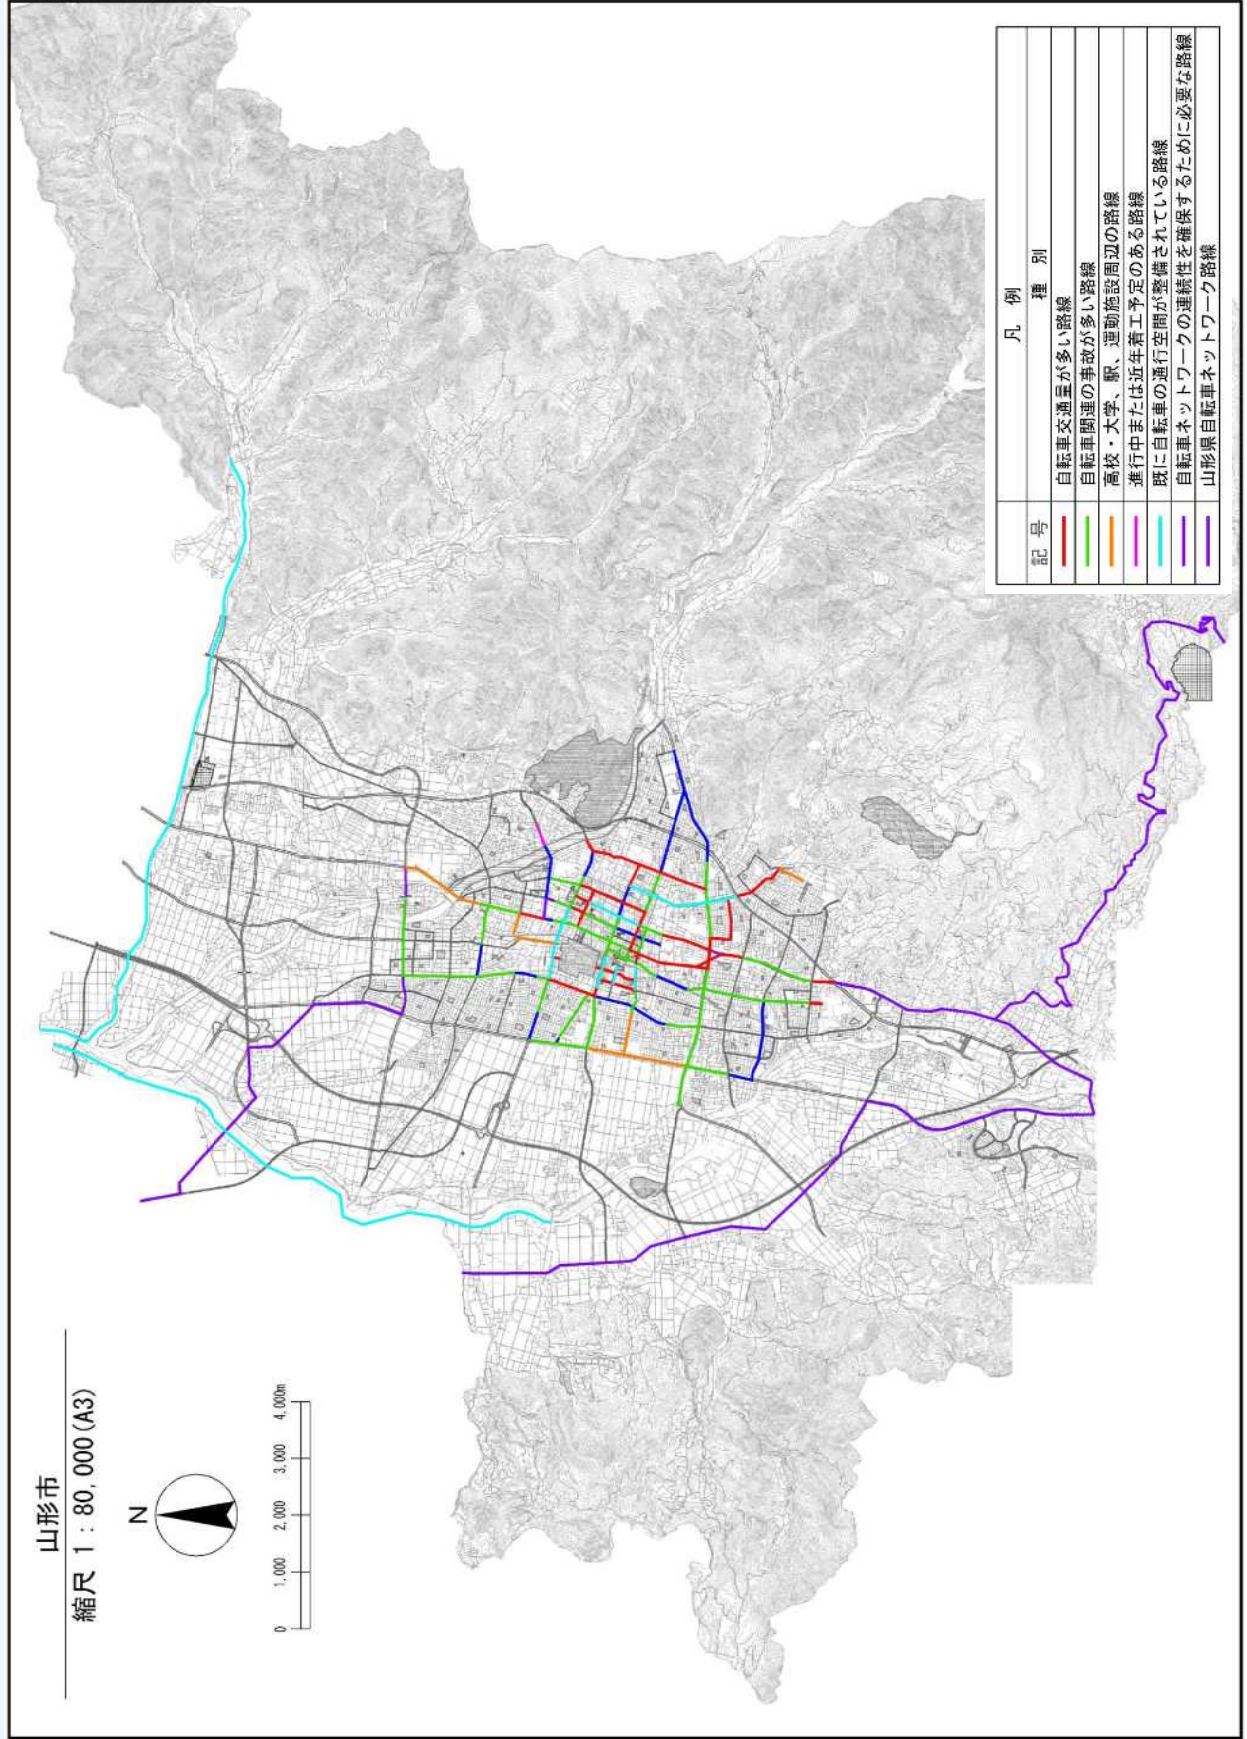 山形市
縮尺 1：80,000(A3)
N
0 1,000 2,000 3,000 4,000m
凡 例
記 号 種 別
自転車交通量が多い路線
自転車関連の事故が多い路線
高校・大学、駅、運動施設周辺の路線
進行中または近年着工予定のある路線
既に自転車の通行空間が整備されている路線
自転車ネットワークの連続性を確保するために必要な路線
山形県自転車ネットワーク路線